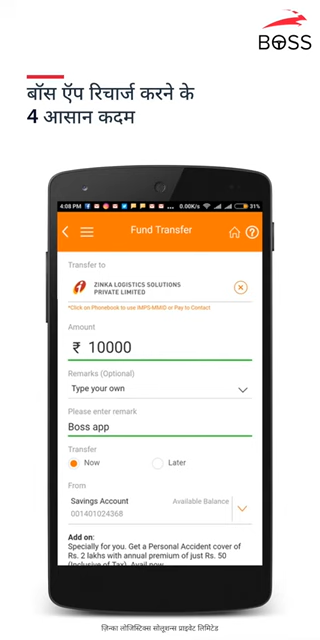 BOSS
बॉस ऍप रिचार्ज करने के
4 आसान कदम
4:08 PM 0.00K/s 31%
Fund Transfer
Transfer to
ZINKA LOGISTICS SOLUTIONS
PRIVATE LIMITED
*Click on Phonebook to use IMPS-MMID or Pay to Contact
Amount
₹ 10000
Remarks (Optional)
Type your own
Please enter remark
Boss app
Transfer
Now Later
From
Savings Account Available Balance
001401024368
Add on:
Specially for you. Get a Personal Accident cover of
Rs. 2 lakhs with annual premium of just Rs. 50
(Inclusive of Tax). Avail now
ज़िन्का लॉजिस्टिक्स सोलूशन्स प्राइवेट लिमिटेड